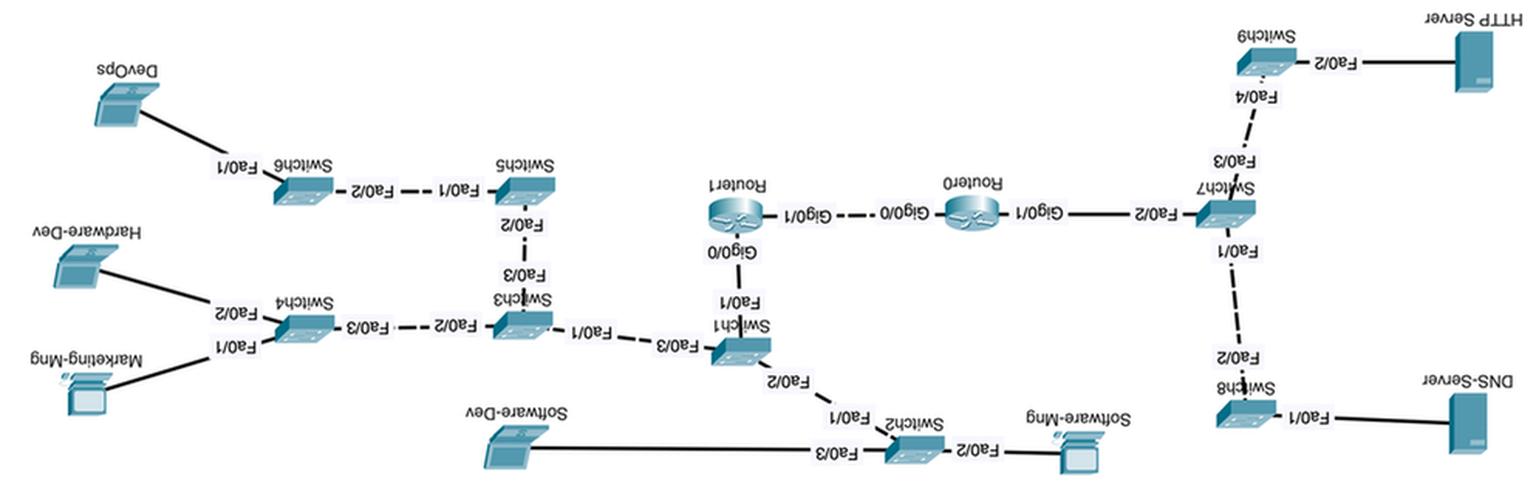 Fa0/2
Fa0/3
Fa0/1
Software-Mng
Switch2
Fa0/1
Software-Dev
DNS-Server
Switch8
Fa0/2
Fa0/2
Fa0/3
Fa0/1
Marketing-Mng
Switch1
Fa0/1
Fa0/2
Fa0/3
Fa0/1
Switch3
Switch4
Fa0/2
Fa0/3
Fa0/1
Gig0/0
Fa0/2
Hardware-Dev
Fa0/2
Gig0/1
Gig0/0
Gig0/1
Switch7
Router0
Router1
Fa0/1
Fa0/2
Fa0/3
Switch5
Switch6
Fa0/1
Fa0/4
DevOps
Fa0/2
Switch9
HTTP Server